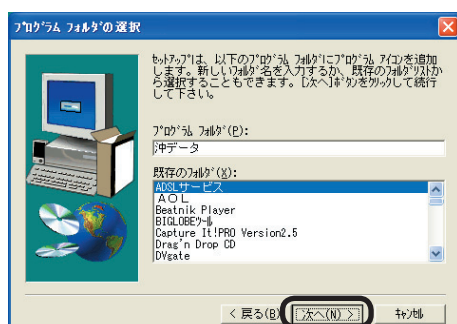 ﾌﾟﾛｸﾞﾗﾑ ﾌｫﾙﾀﾞの選択
ｾｯﾄｱｯﾌﾟは、以下のﾌﾟﾛｸﾞﾗﾑ ﾌｫﾙﾀﾞにﾌﾟﾛｸﾞﾗﾑ ｱｲｺﾝを追加
します。新しいﾌｫﾙﾀﾞ名を入力するか、既存のﾌｫﾙﾀﾞﾘｽﾄか
ら選択することもできます。[次へ]ﾎﾞﾀﾝをｸﾘｯｸして続行
して下さい。
ﾌﾟﾛｸﾞﾗﾑ ﾌｫﾙﾀﾞ(P):
沖データ
既存のﾌｫﾙﾀﾞ(X):
ADSLサービス
ＡＯＬ
Beatnik Player
BIGLOBEﾂｰﾙ
Capture It!PRO Version2.5
Drag'n Drop CD
DVgate
< 戻る(B)
次へ(N) >
ｷｬﾝｾﾙ